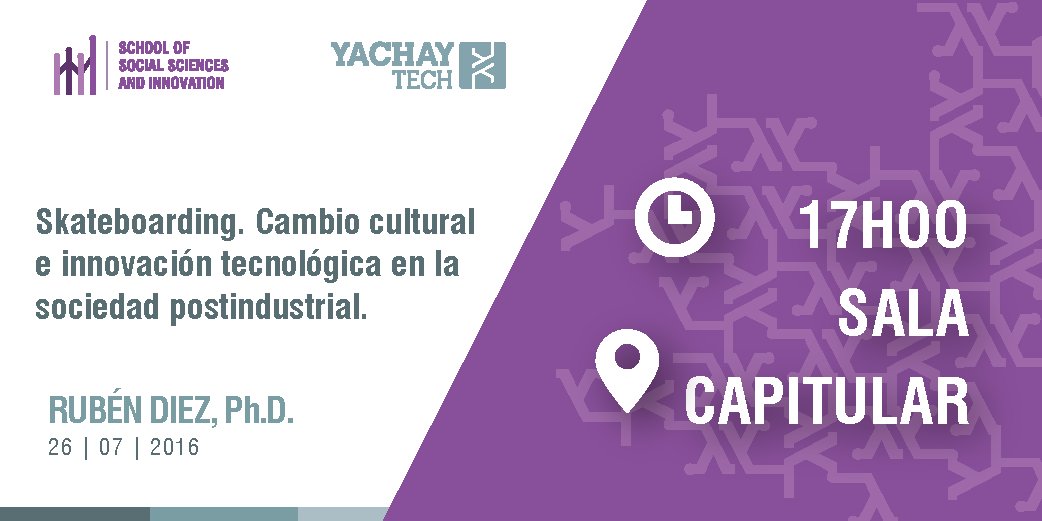 SCHOOL OF
SOCIAL SCIENCES
AND INNOVATION
YACHAY
TECH
Skateboarding. Cambio cultural
e innovación tecnológica en la
sociedad postindustrial.
RUBÉN DIEZ, Ph.D.
26 | 07 | 2016
17H00
SALA
CAPITULAR